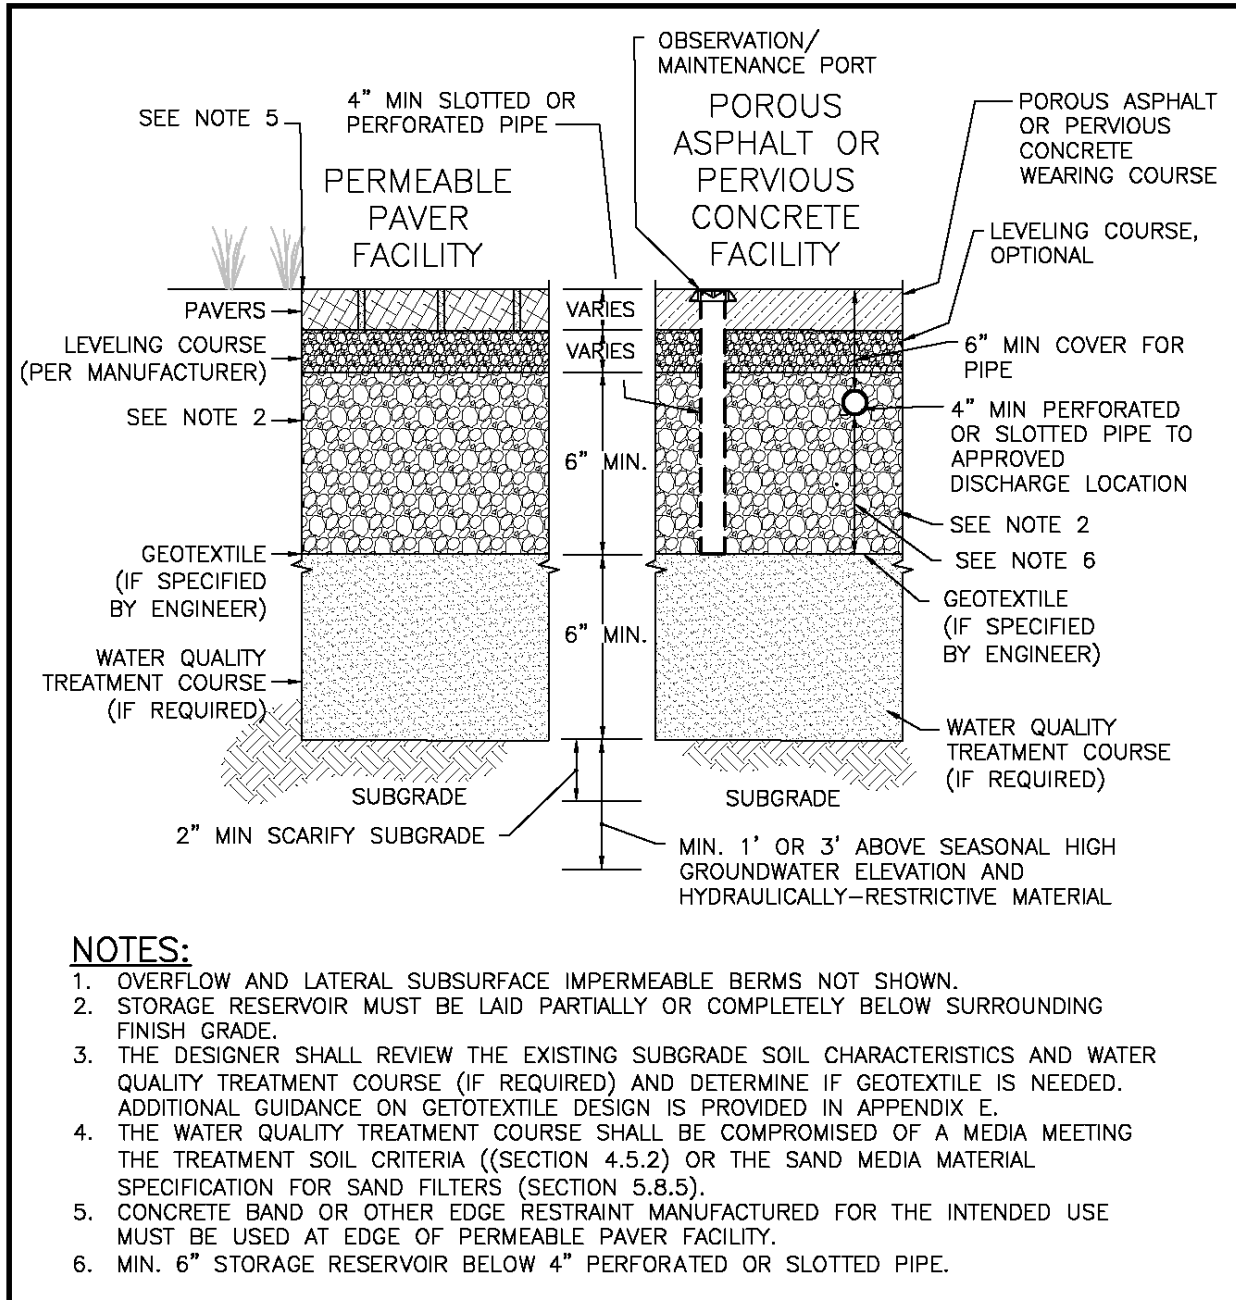 OBSERVATION/
MAINTENANCE PORT
4” MIN SLOTTED OR
PERFORATED PIPE
SEE NOTE 5
POROUS ASPHALT
OR PERVIOUS
CONCRETE
WEARING COURSE
PERMEABLE
PAVER
FACILITY
POROUS
ASPHALT OR
PERVIOUS
CONCRETE
FACILITY
LEVELING COURSE,
OPTIONAL
PAVERS
VARIES
LEVELING COURSE
(PER MANUFACTURER)
VARIES
6” MIN COVER FOR
PIPE
SEE NOTE 2
4” MIN PERFORATED
OR SLOTTED PIPE TO
APPROVED
DISCHARGE LOCATION
6” MIN.
SEE NOTE 2
SEE NOTE 6
GEOTEXTILE
(IF SPECIFIED
BY ENGINEER)
GEOTEXTILE
(IF SPECIFIED
BY ENGINEER)
6” MIN.
WATER QUALITY
TREATMENT COURSE
(IF REQUIRED)
WATER QUALITY
TREATMENT COURSE
(IF REQUIRED)
SUBGRADE
SUBGRADE
2” MIN SCARIFY SUBGRADE
MIN. 1’ OR 3’ ABOVE SEASONAL HIGH
GROUNDWATER ELEVATION AND
HYDRAULICALLY–RESTRICTIVE MATERIAL
NOTES:
1. OVERFLOW AND LATERAL SUBSURFACE IMPERMEABLE BERMS NOT SHOWN.
2. STORAGE RESERVOIR MUST BE LAID PARTIALLY OR COMPLETELY BELOW SURROUNDING
FINISH GRADE.
3. THE DESIGNER SHALL REVIEW THE EXISTING SUBGRADE SOIL CHARACTERISTICS AND WATER
QUALITY TREATMENT COURSE (IF REQUIRED) AND DETERMINE IF GEOTEXTILE IS NEEDED.
ADDITIONAL GUIDANCE ON GETOTEXTILE DESIGN IS PROVIDED IN APPENDIX E.
4. THE WATER QUALITY TREATMENT COURSE SHALL BE COMPROMISED OF A MEDIA MEETING
THE TREATMENT SOIL CRITERIA ((SECTION 4.5.2) OR THE SAND MEDIA MATERIAL
SPECIFICATION FOR SAND FILTERS (SECTION 5.8.5).
5. CONCRETE BAND OR OTHER EDGE RESTRAINT MANUFACTURED FOR THE INTENDED USE
MUST BE USED AT EDGE OF PERMEABLE PAVER FACILITY.
6. MIN. 6” STORAGE RESERVOIR BELOW 4” PERFORATED OR SLOTTED PIPE.